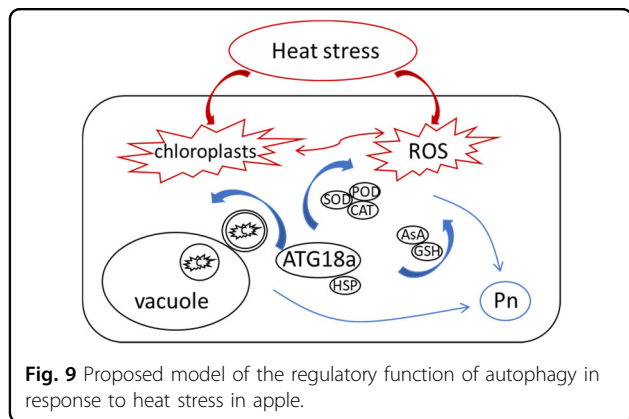 Heat stress
chloroplasts
ROS
SOD
POD
CAT
C
C
ATG18a
HSP
AsA
GSH
vacuole
Pn
Fig. 9 Proposed model of the regulatory function of autophagy in
response to heat stress in apple.